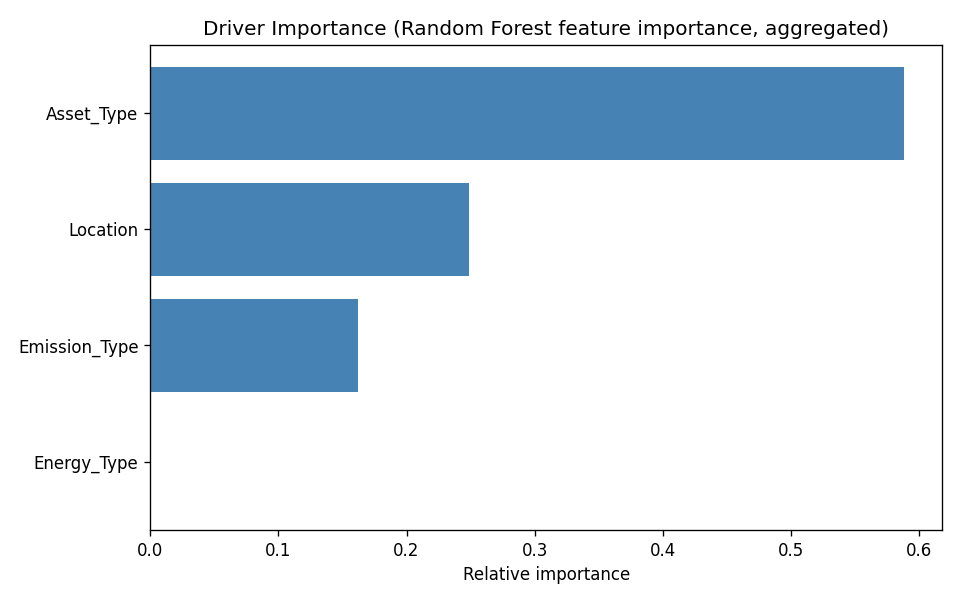 Driver Importance (Random Forest feature importance, aggregated)
Asset_Type
Location
Emission_Type
Energy_Type
0.0 0.1 0.2 0.3 0.4 0.5 0.6
Relative importance